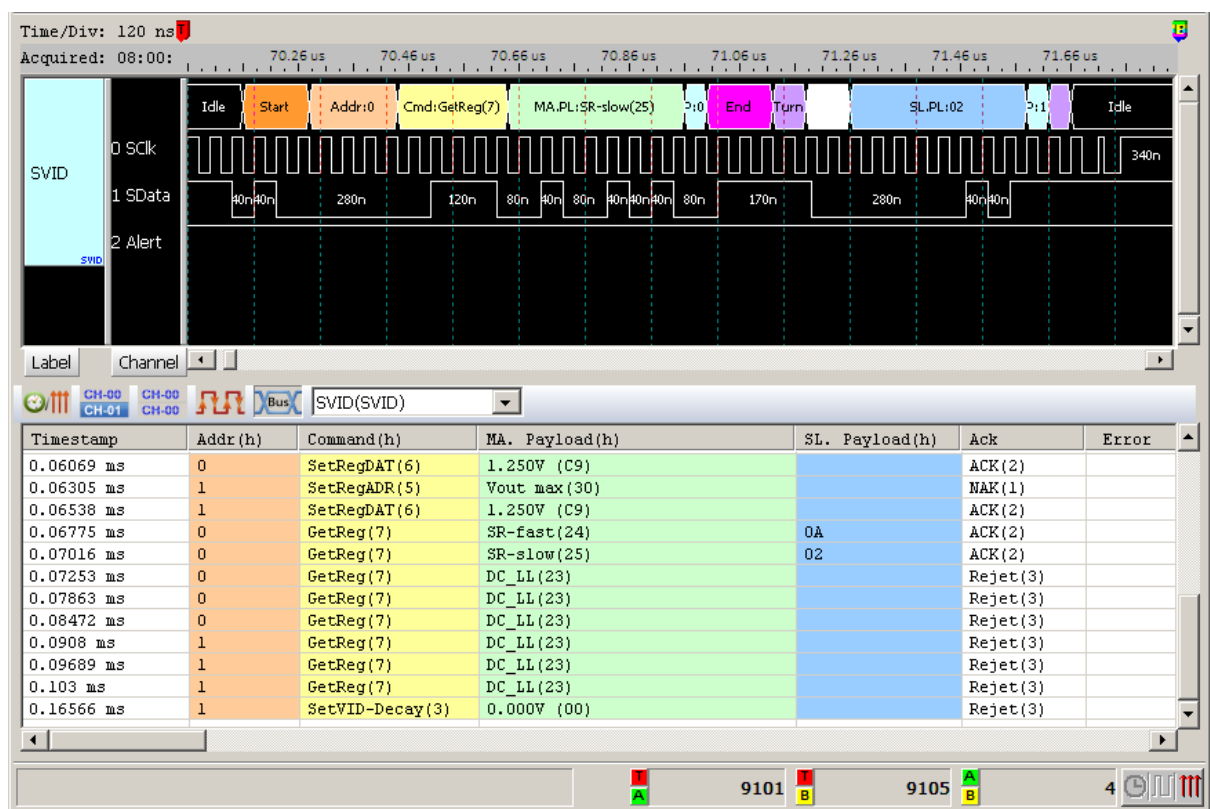 Time/Div: 120 ns T B
Acquired: 08:00: 70.26 us 70.46 us 70.66 us 70.86 us 71.06 us 71.26 us 71.46 us 71.66 us
Idle Start Addr:0 Cmd:GetReg(7) MA.PL:SR-slow(25) P:0 End Turn SL.PL:02 P:1 Idle
0 SClk 340n
SVID
1 SData 40n 40n 280n 120n 80n 40n 80n 40n 40n 40n 80n 170n 280n 40n 40n
2 Alert
SVID
Label Channel
CH-00 CH-01 CH-00 CH-00 Bus SVID(SVID)
Timestamp Addr(h) Command(h) MA. Payload(h) SL. Payload(h) Ack Error
0.06069 ms 0 SetRegDAT(6) 1.250V (C9) ACK(2)
0.06305 ms 1 SetRegADR(5) Vout max(30) NAK(1)
0.06538 ms 1 SetRegDAT(6) 1.250V (C9) ACK(2)
0.06775 ms 0 GetReg(7) SR-fast(24) 0A ACK(2)
0.07016 ms 0 GetReg(7) SR-slow(25) 02 ACK(2)
0.07253 ms 0 GetReg(7) DC_LL(23) Rejet(3)
0.07863 ms 0 GetReg(7) DC_LL(23) Rejet(3)
0.08472 ms 0 GetReg(7) DC_LL(23) Rejet(3)
0.0908 ms 1 GetReg(7) DC_LL(23) Rejet(3)
0.09689 ms 1 GetReg(7) DC_LL(23) Rejet(3)
0.103 ms 1 GetReg(7) DC_LL(23) Rejet(3)
0.16566 ms 1 SetVID-Decay(3) 0.000V (00) Rejet(3)
T A 9101 T B 9105 A B 4